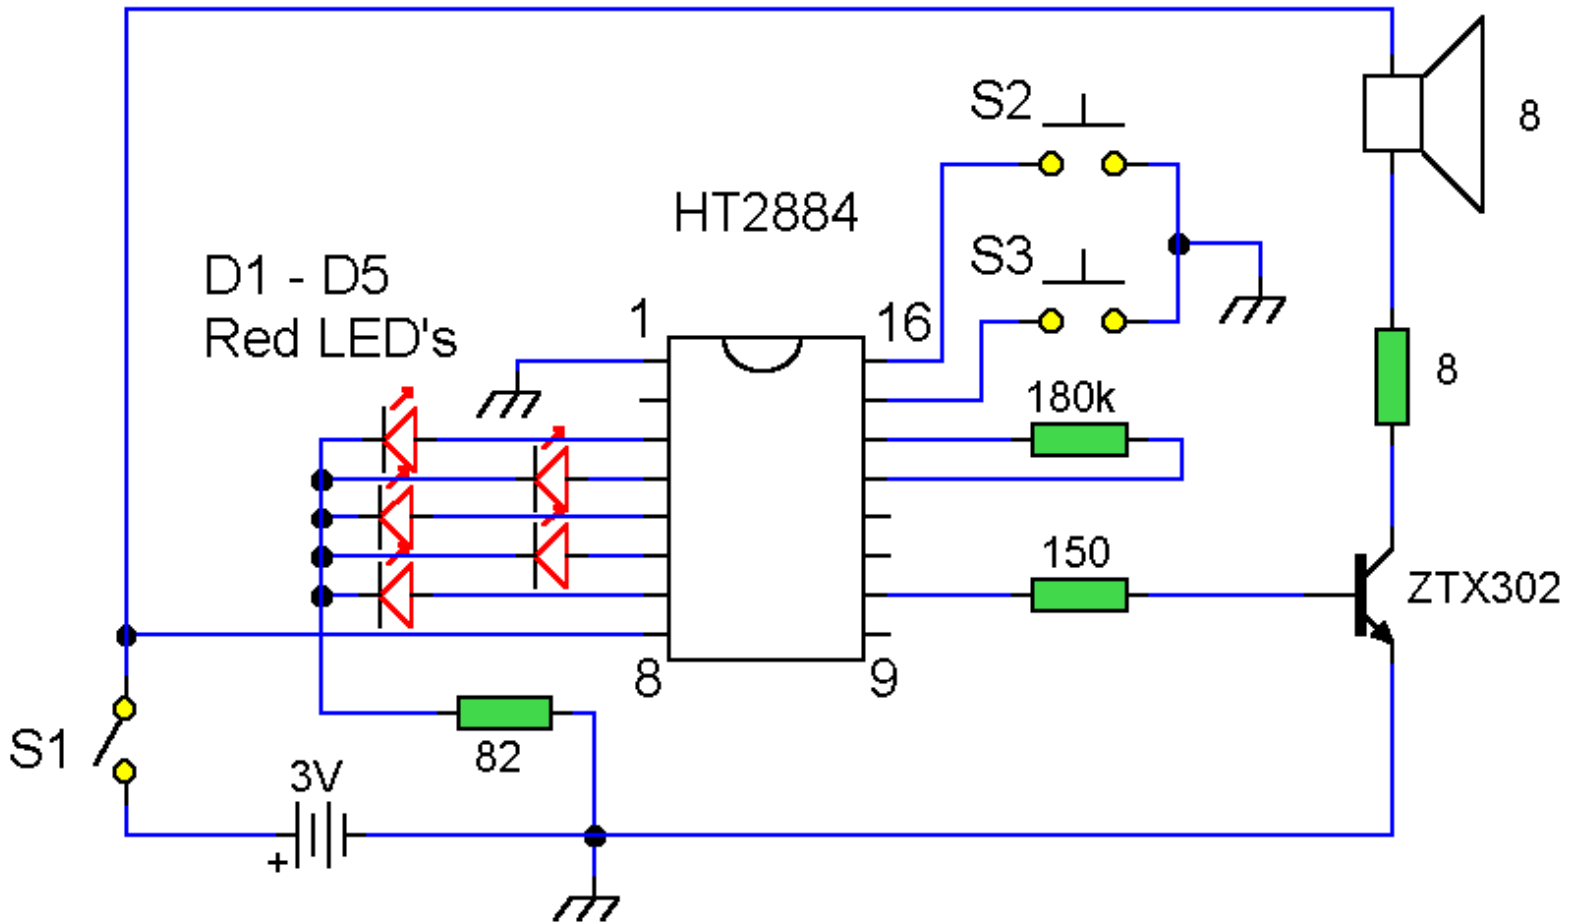 8
S2
HT2884
S3
D1 - D5
Red LED's
1
16
180k
8
150
ZTX302
8
9
S1
82
3V
+